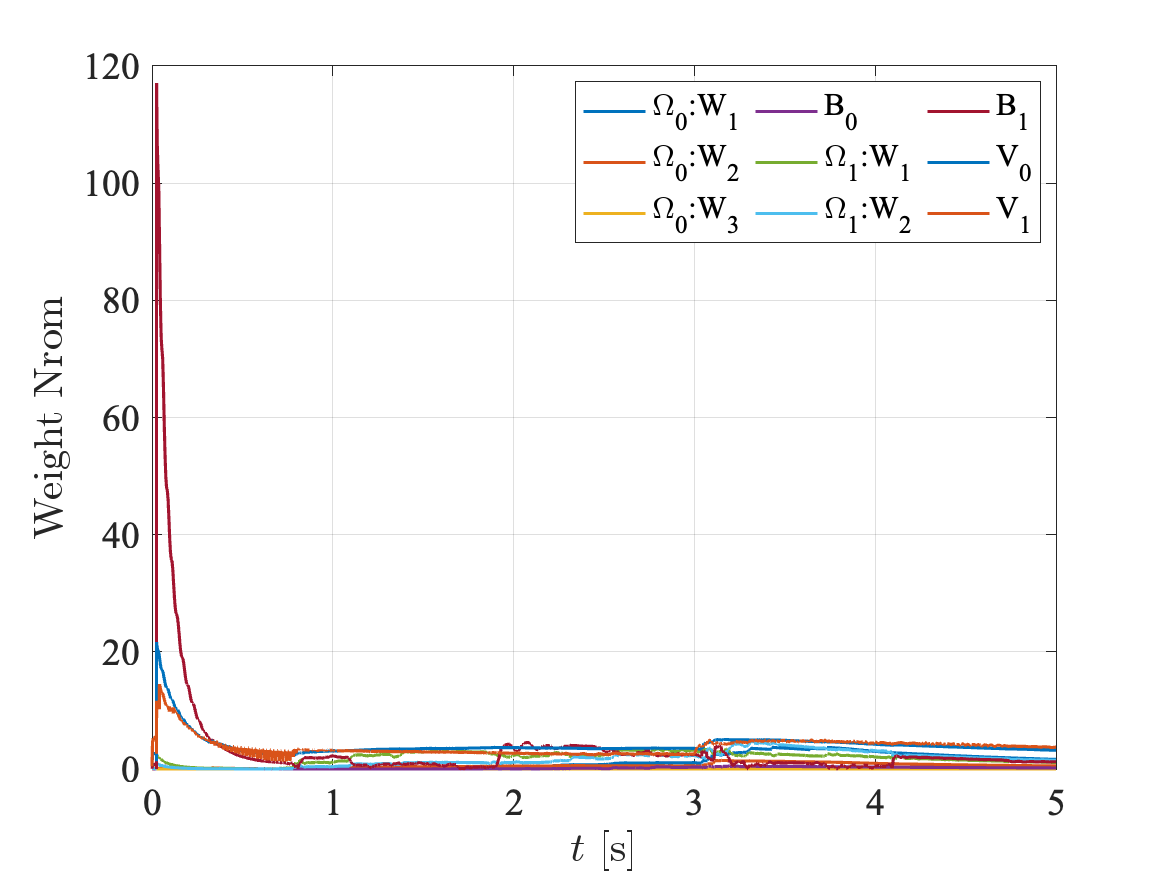 120
100
80
60
40
20
0
Weight Nrom
Ω₀:W₁ B₀ B₁
Ω₀:W₂ Ω₁:W₁ V₀
Ω₀:W₃ Ω₁:W₂ V₁
0 1 2 3 4 5
t [s]